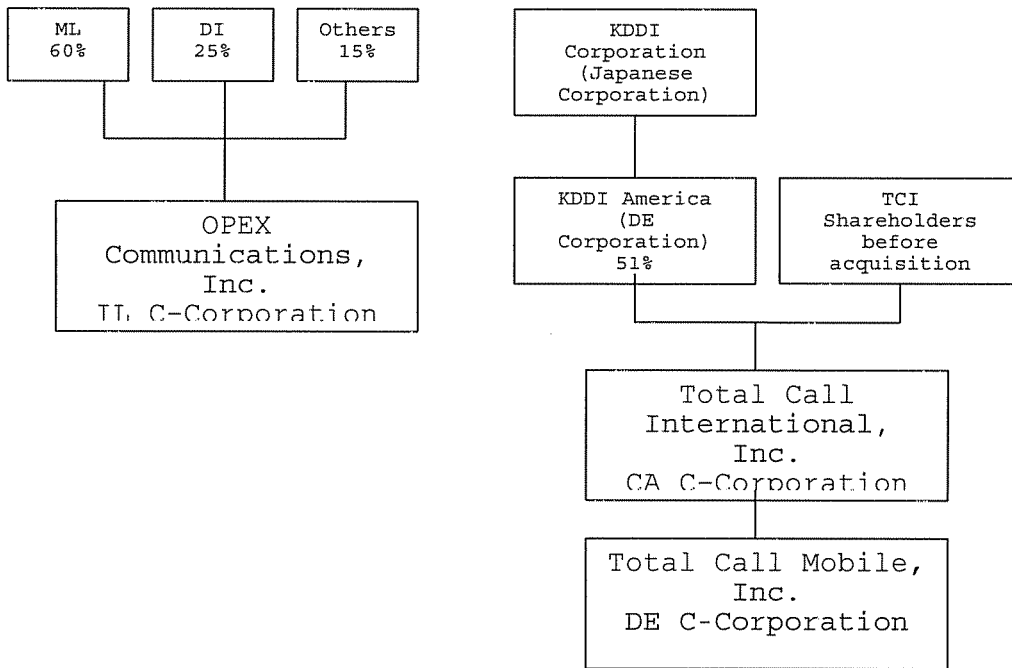 ML
60%
DI
25%
Others
15%
KDDI
Corporation
(Japanese
Corporation)
KDDI America
(DE
Corporation)
51%
TCI
Shareholders
before
acquisition
OPEX
Communications,
Inc.
IL C-Corporation
Total Call
International,
Inc.
CA C-Corporation
Total Call Mobile,
Inc.
DE C-Corporation